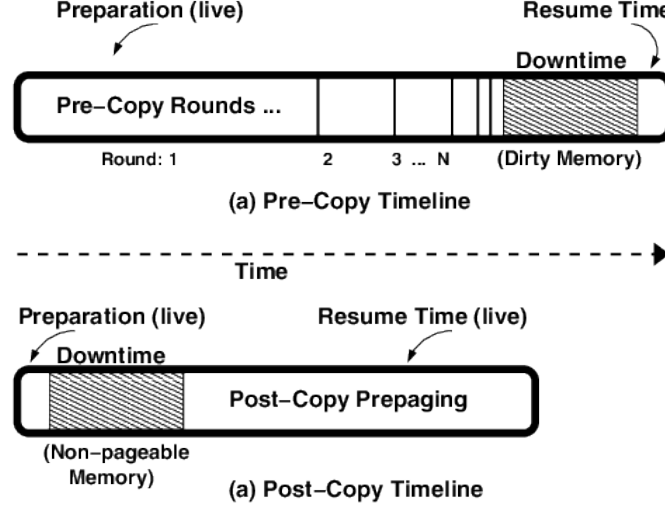 Preparation (live)
Resume Time
Downtime
Pre-Copy Rounds ...
Round: 1 2 3 ... N
(Dirty Memory)
(a) Pre-Copy Timeline
Time
Preparation (live)
Resume Time (live)
Downtime
Post-Copy Prepaging
(Non-pageable
Memory)
(a) Post-Copy Timeline